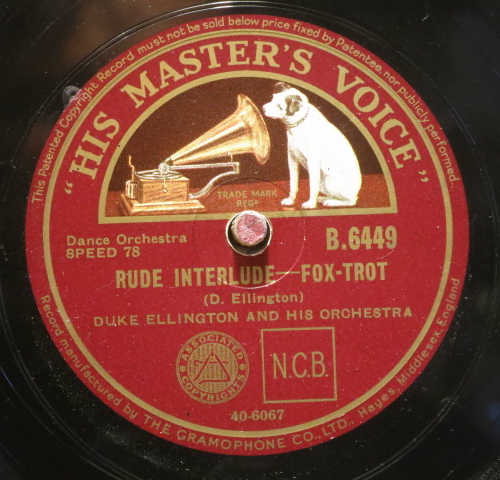 This Patented Copyright Record must not be sold below price fixed by Patentee, nor publicly performed.
"HIS MASTER'S VOICE"
TRADE MARK
REGD
Dance Orchestra
SPEED 78
B.6449
RUDE INTERLUDE—FOX-TROT
(D. Ellington)
DUKE ELLINGTON AND HIS ORCHESTRA
ASSOCIATED
COPYRIGHTS
N.C.B.
40-6067
Record manufactured by THE GRAMOPHONE CO., LTD., Hayes, Middlesex, England